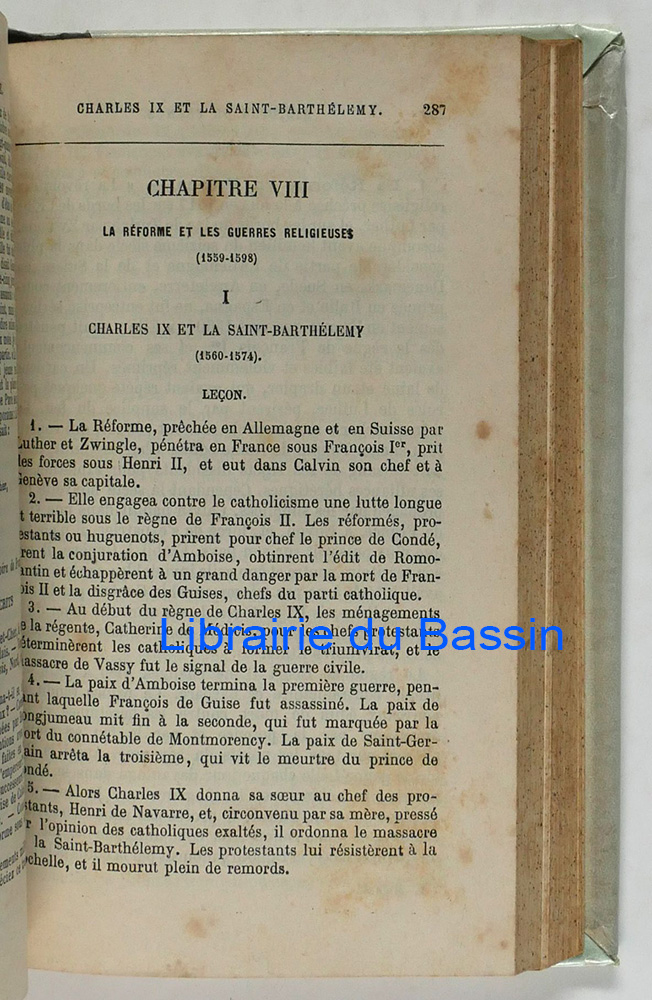 CHARLES IX ET LA SAINT-BARTHÉLEMY. 287
CHAPITRE VIII
LA RÉFORME ET LES GUERRES RELIGIEUSES
(1559-1598)
I
CHARLES IX ET LA SAINT-BARTHÉLEMY
(1560-1574).
LEÇON.
1. — La Réforme, prêchée en Allemagne et en Suisse par
Luther et Zwingle, pénétra en France sous François Ier, prit
des forces sous Henri II, et eut dans Calvin son chef et à
Genève sa capitale.
2. — Elle engagea contre le catholicisme une lutte longue
et terrible sous le règne de François II. Les réformés, pro-
testants ou huguenots, prirent pour chef le prince de Condé,
firent la conjuration d'Amboise, obtinrent l'édit de Romo-
rantin et échappèrent à un grand danger par la mort de Fran-
çois II et la disgrâce des Guises, chefs du parti catholique.
3. — Au début du règne de Charles IX, les ménagements
de la régente, Catherine de Médicis, pour les chefs protestants
déterminèrent les catholiques à former le triumvirat, et le
massacre de Vassy fut le signal de la guerre civile.
Librairie du Bassin
4. — La paix d'Amboise termina la première guerre, pen-
dant laquelle François de Guise fut assassiné. La paix de
Longjumeau mit fin à la seconde, qui fut marquée par la
mort du connétable de Montmorency. La paix de Saint-Ger-
main arrêta la troisième, qui vit le meurtre du prince de
Condé.
5. — Alors Charles IX donna sa sœur au chef des pro-
testants, Henri de Navarre, et, circonvenu par sa mère, pressé
par l'opinion des catholiques exaltés, il ordonna le massacre
la Saint-Barthélemy. Les protestants lui résistèrent à la
Rochelle, et il mourut plein de remords.